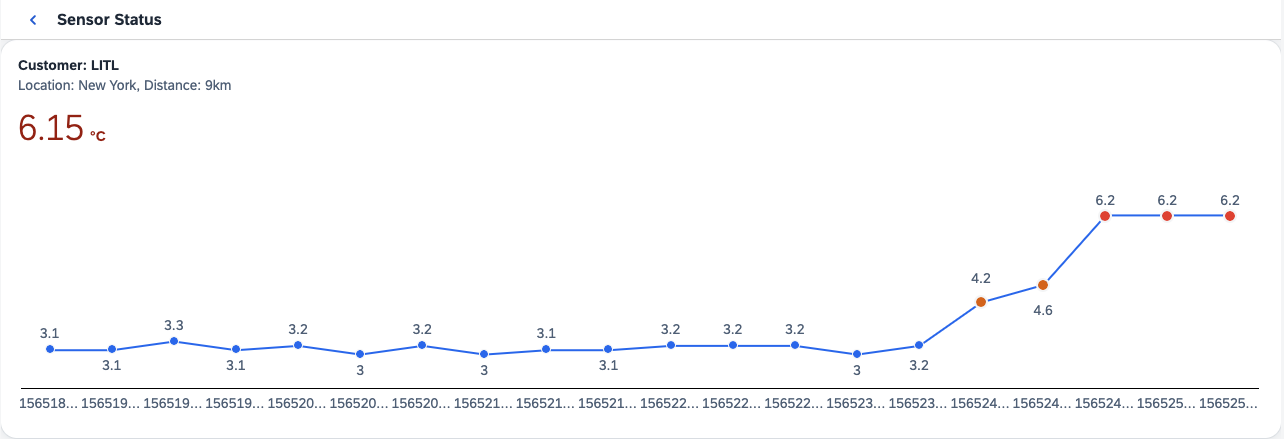 Sensor Status
Customer: LITL
Location: New York, Distance: 9km
6.15 °C
6.2 6.2 6.2
4.2
4.6
3.1 3.3 3.2 3.2 3.1 3.2 3.2 3.2
3.1 3.1 3 3 3.1 3 3.2
156518... 156519... 156519... 156519... 156520... 156520... 156520... 156521... 156521... 156521... 156522... 156522... 156522... 156523... 156523... 156524... 156524... 156524... 156525... 156525...